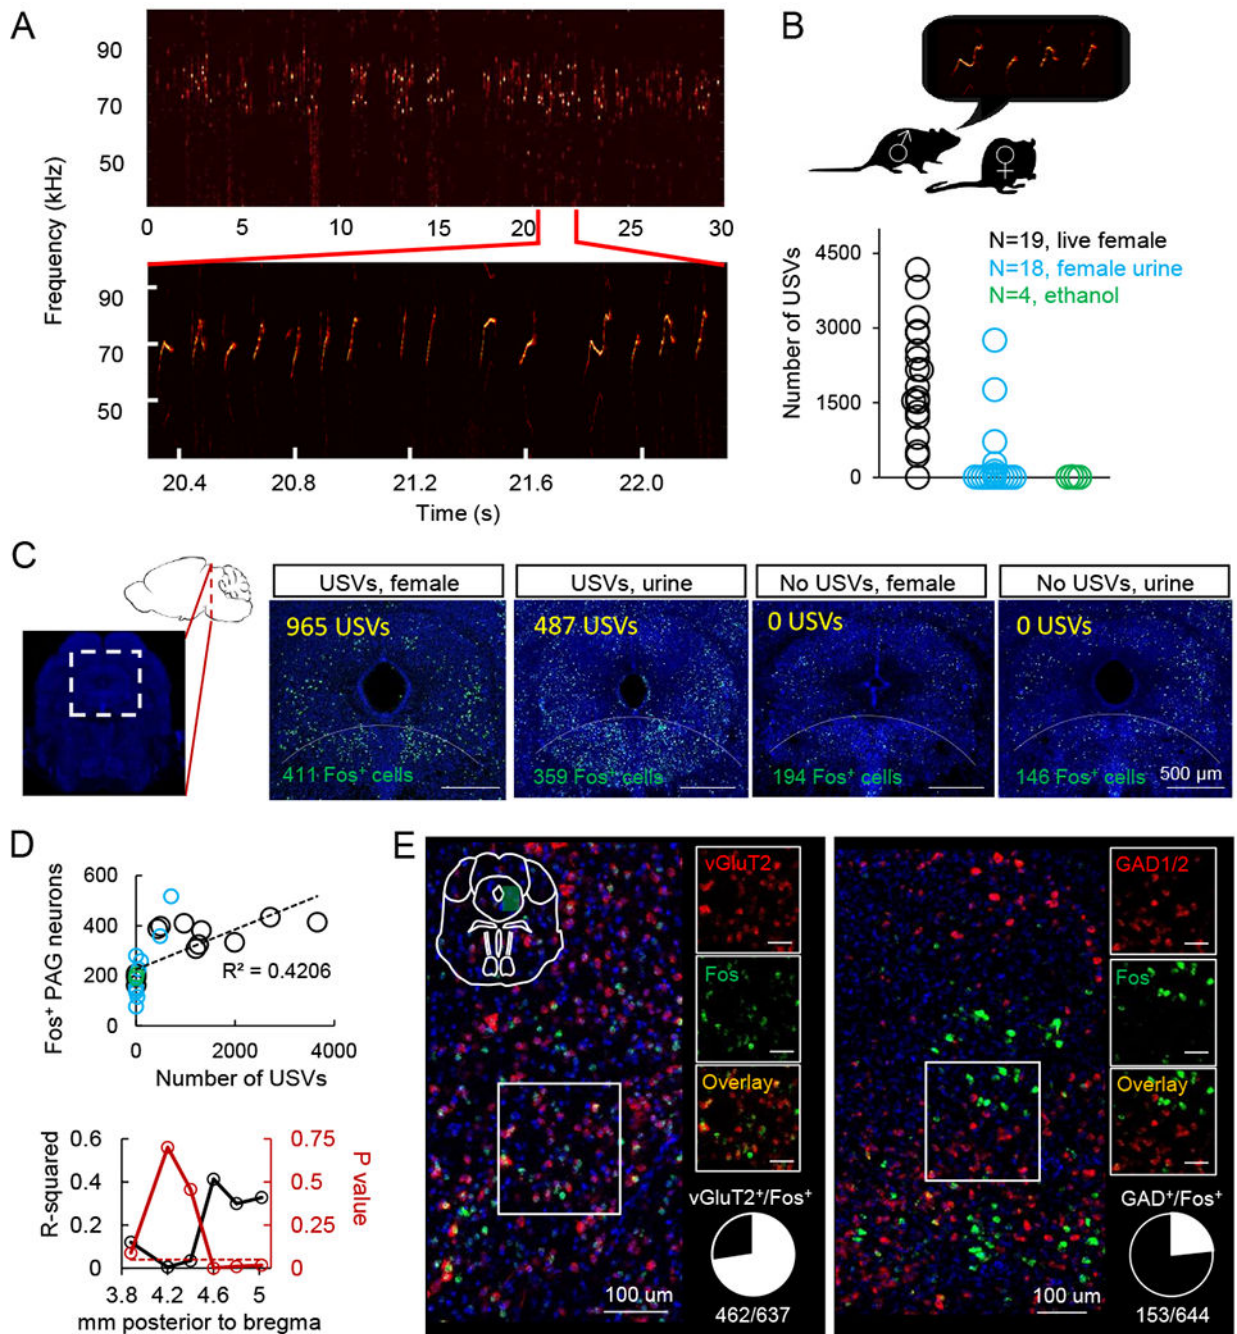 A
90
70
50
0 5 10 15 20 25 30
Frequency (kHz)
90
70
50
20.4 20.8 21.2 21.6 22.0
Time (s)
B
♂ ♀
4500
3000
1500
0
Number of USVs
N=19, live female
N=18, female urine
N=4, ethanol
C
USVs, female
965 USVs
411 Fos⁺ cells
USVs, urine
487 USVs
359 Fos⁺ cells
No USVs, female
0 USVs
194 Fos⁺ cells
No USVs, urine
0 USVs
146 Fos⁺ cells
500 µm
D
600
400
200
0
Fos⁺ PAG neurons
R² = 0.4206
0 2000 4000
Number of USVs
0.6
0.4
0.2
0
R-squared
0.75
0.5
0.25
0
P value
3.8 4.2 4.6 5
mm posterior to bregma
E
vGluT2
Fos
Overlay
vGluT2⁺/Fos⁺
462/637
100 um
GAD1/2
Fos
Overlay
GAD⁺/Fos⁺
153/644
100 um